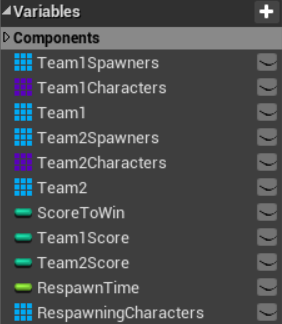 Variables
Components
Team1Spawners
Team1Characters
Team1
Team2Spawners
Team2Characters
Team2
ScoreToWin
Team1Score
Team2Score
RespawnTime
RespawningCharacters